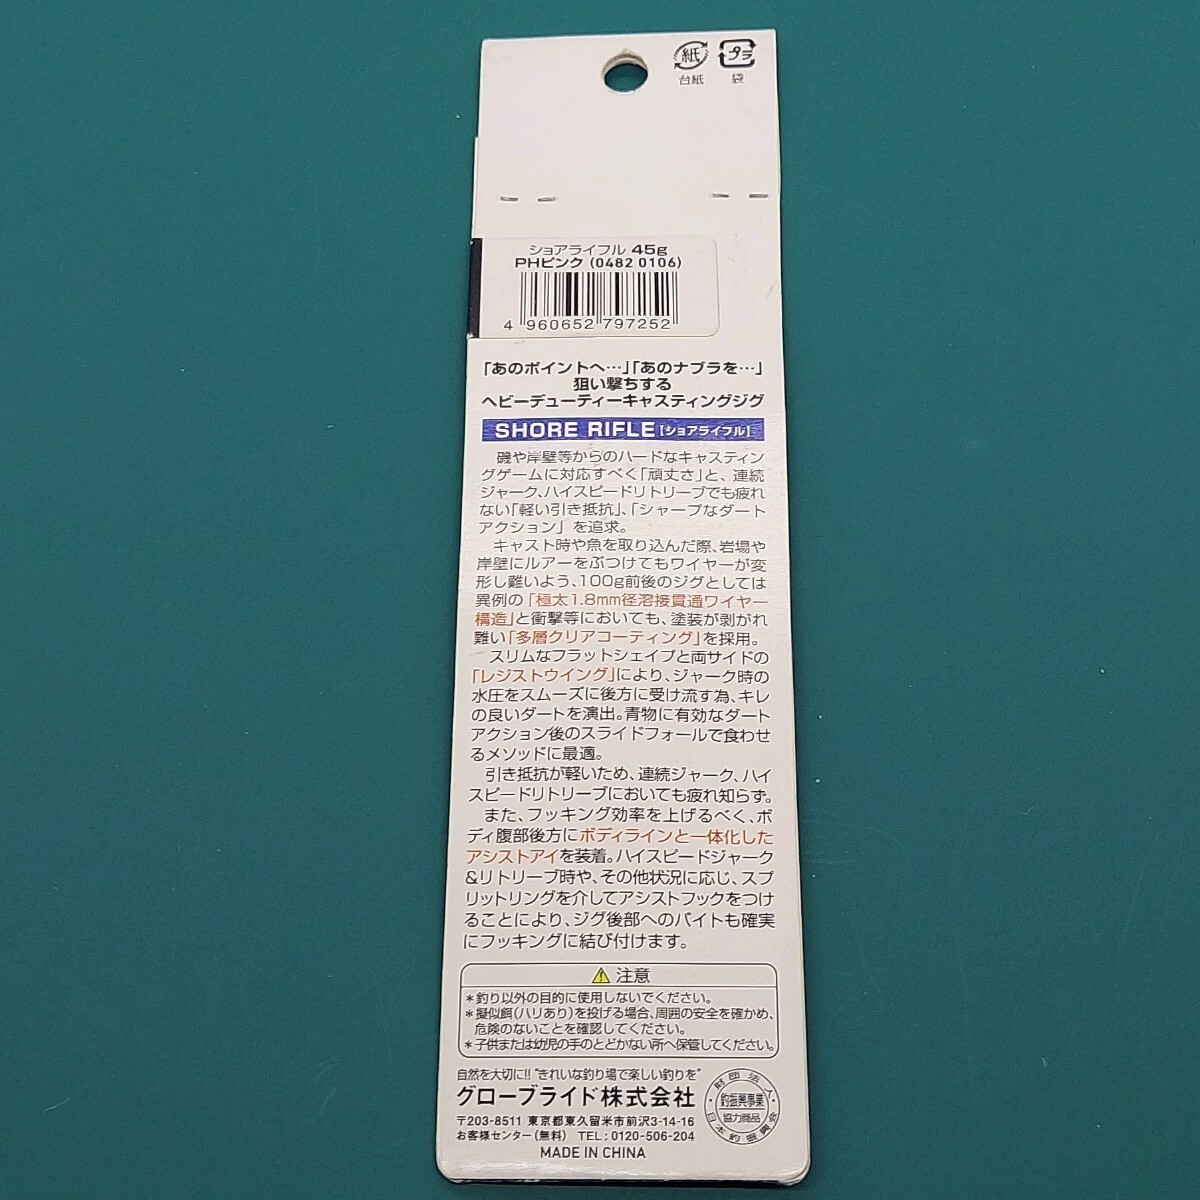 紙 プラ
台紙 袋
ショアライフル 45g
PHピンク (0482 0106)
4 960652 797252
「あのポイントへ…」「あのナブラを…」
狙い撃ちする
ヘビーデューティーキャスティングジグ
SHORE RIFLE [ショアライフル]
磯や岸壁等からのハードなキャスティン
グゲームに対応すべく「頑丈さ」と、連続
ジャーク、ハイスピードリトリーブでも疲れ
ない「軽い引き抵抗」、「シャープなダート
アクション」を追求。
キャスト時や魚を取り込んだ際、岩場や
岸壁にルアーをぶつけてもワイヤーが変
形し難いよう、100g前後のジグとしては
異例の「極太1.8mm径溶接貫通ワイヤー
構造」と衝撃等においても、塗装が剥がれ
難い「多層クリアコーティング」を採用。
スリムなフラットシェイプと両サイドの
「レジストウイング」により、ジャーク時の
水圧をスムーズに後方に受け流す為、キレ
の良いダートを演出。青物に有効なダート
アクション後のスライドフォールで食わせ
るメソッドに最適。
引き抵抗が軽いため、連続ジャーク、ハイ
スピードリトリーブにおいても疲れ知らず。
また、フッキング効率を上げるべく、ボ
ディ腹部後方にボディラインと一体化した
アシストアイを装着。ハイスピードジャーク
&リトリーブ時や、その他状況に応じ、スプ
リットリングを介してアシストフックをつけ
ることにより、ジグ後部へのバイトも確実
にフッキングに結び付けます。
注意
*釣り以外の目的に使用しないでください。
*擬似餌(ハリあり)を投げる場合、周囲の安全を確かめ、
危険のないことを確認してください。
*子供または幼児の手のとどかない所へ保管してください。
自然を大切に!! "きれいな釣り場で楽しい釣りを"
グローブライド株式会社
〒203-8511 東京都東久留米市前沢3-14-16
お客様センター(無料) TEL:0120-506-204
MADE IN CHINA
財団法人
釣振興事業
協力商品
日本釣振興会